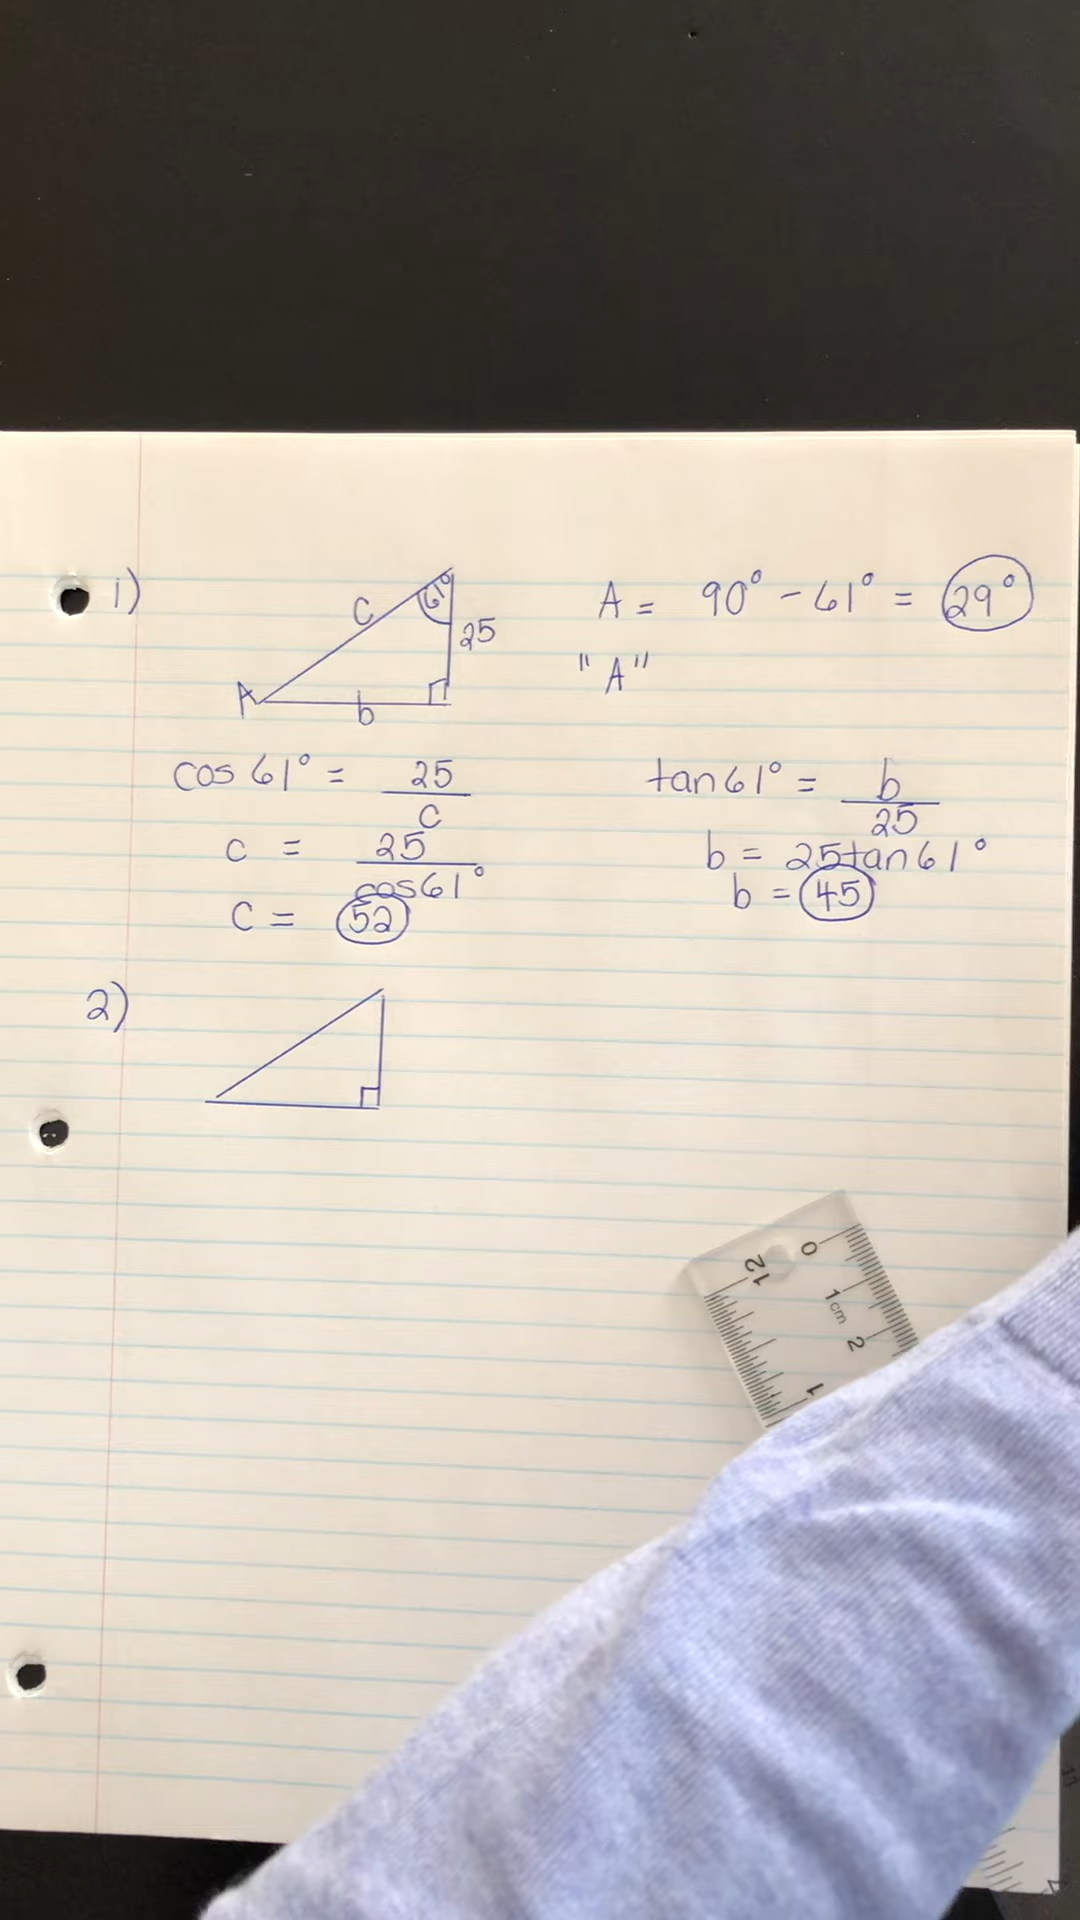 1)
C
61°
25
A
b
A = 90° - 61° = 29°
"A"
cos 61° = 25/c
c = 25/cos61°
C = 52
tan 61° = b/25
b = 25tan61°
b = 45
2)
12 0
1cm
2
1